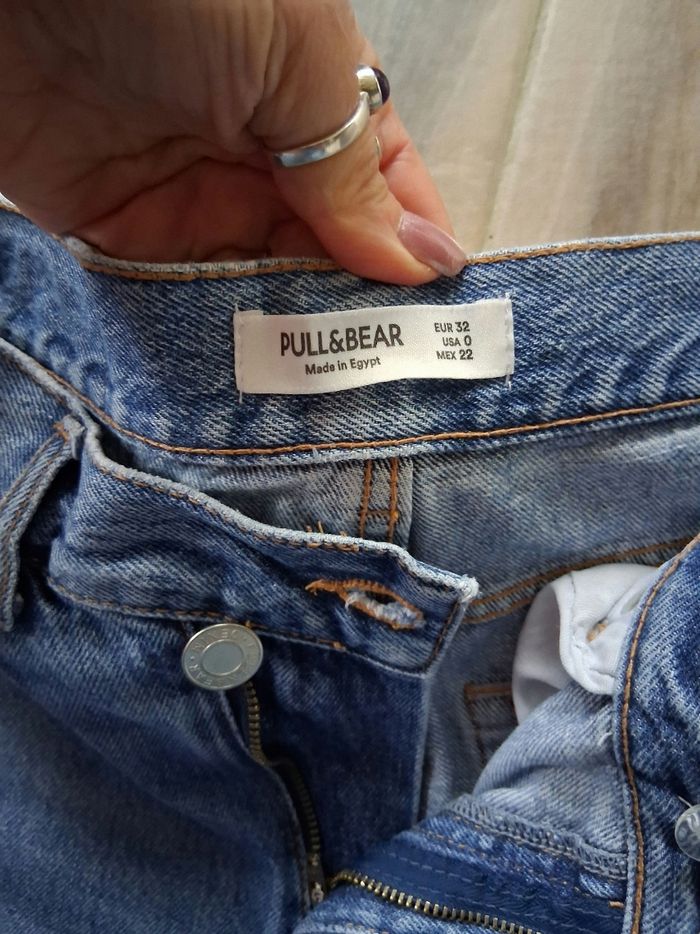 PULL&BEAR
Made in Egypt
EUR 32
USA 0
MEX 22